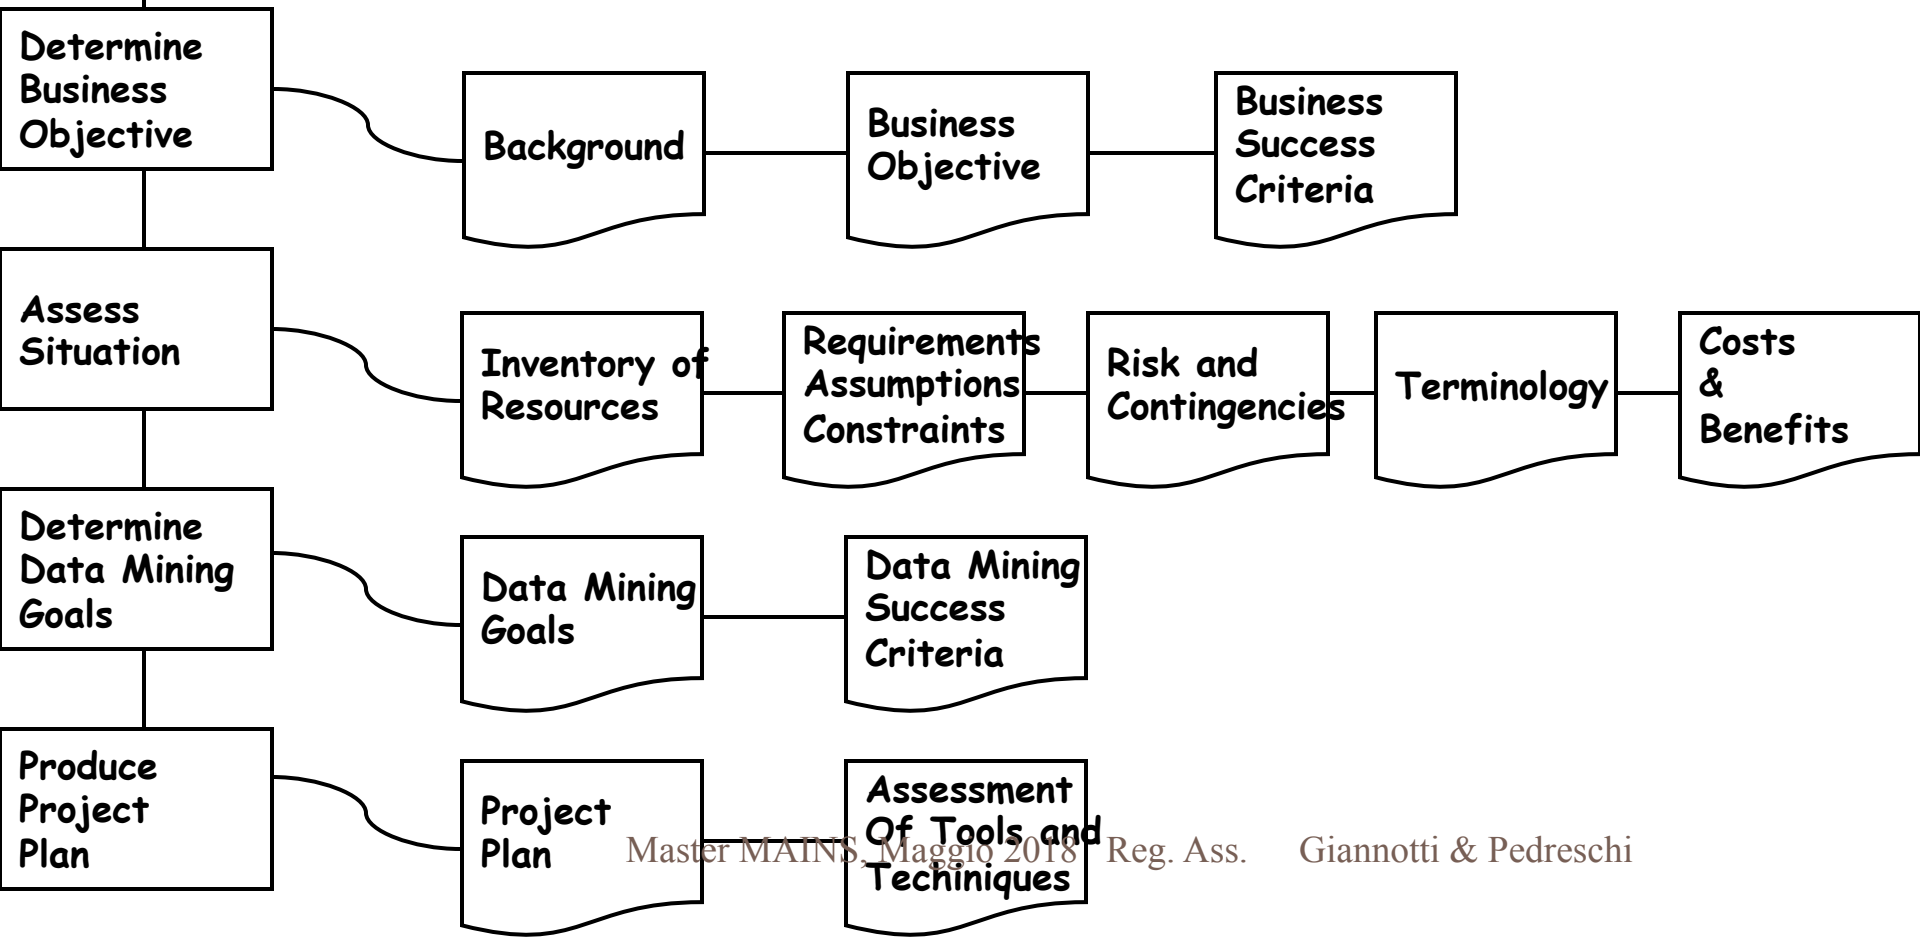 Determine
Business
Objective
Background
Business
Objective
Business
Success
Criteria
Assess
Situation
Inventory of
Resources
Requirements
Assumptions
Constraints
Risk and
Contingencies
Terminology
Costs
&
Benefits
Determine
Data Mining
Goals
Data Mining
Goals
Data Mining
Success
Criteria
Produce
Project
Plan
Project
Plan
Assessment
Of Tools and
Techiniques
Master MAINS, Maggio 2018 Reg. Ass. Giannotti & Pedreschi